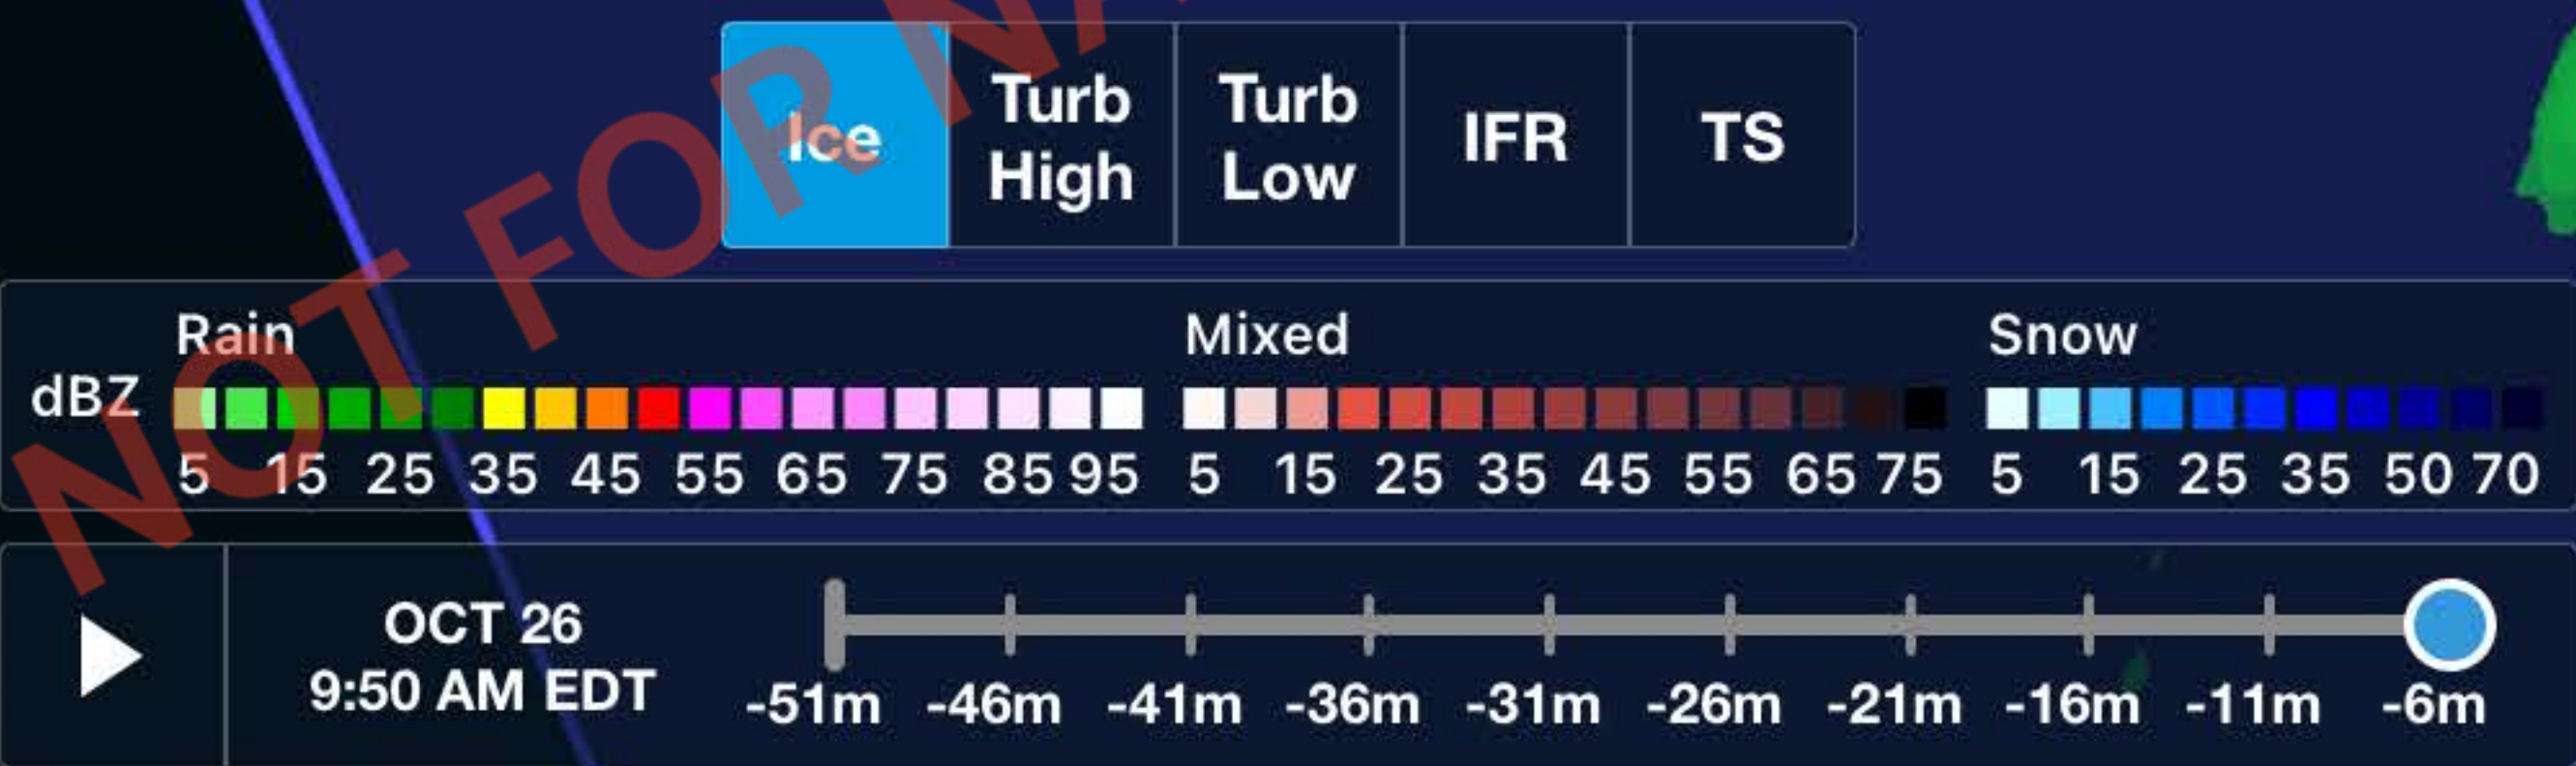 NOT FOR NA
Ice
Turb
High
Turb
Low
IFR
TS
Rain
Mixed
Snow
dBZ
5 15 25 35 45 55 65 75 85 95
5 15 25 35 45 55 65 75
5 15 25 35 50 70
OCT 26
9:50 AM EDT
-51m -46m -41m -36m -31m -26m -21m -16m -11m -6m